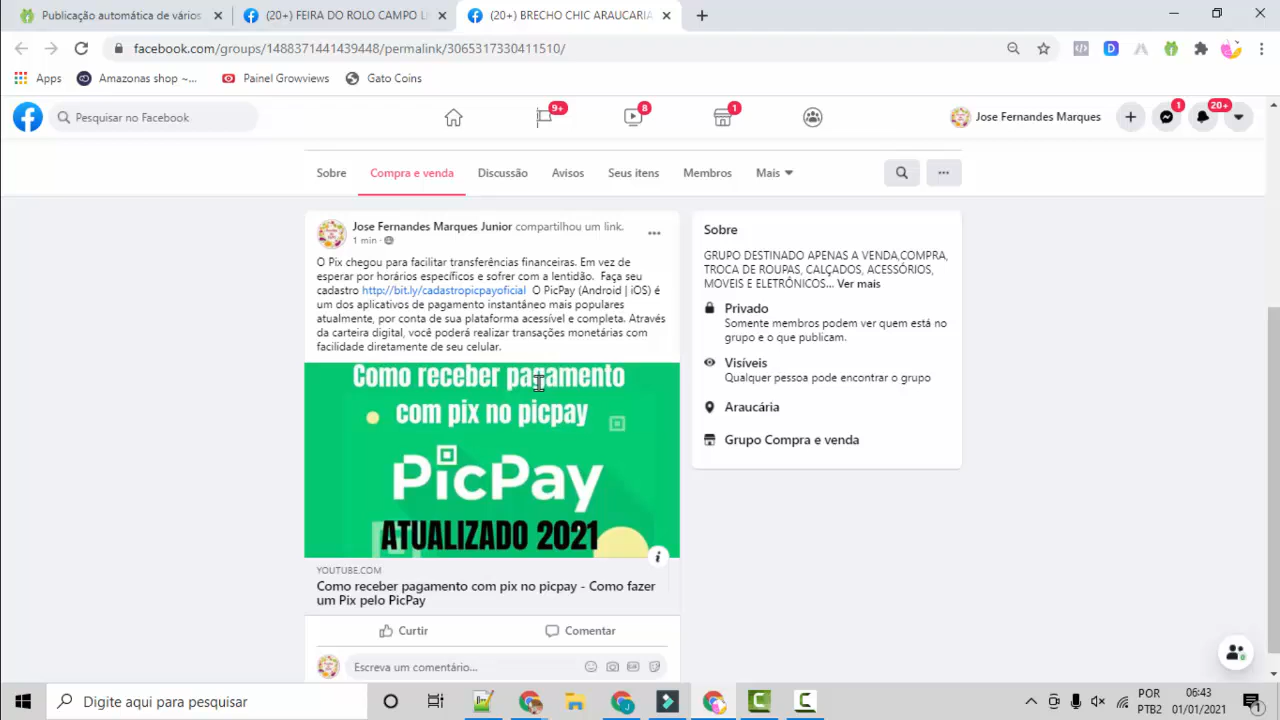 Publicação automática de vários
(20+) FEIRA DO ROLO CAMPO L
(20+) BRECHO CHIC ARAUCARIA
facebook.com/groups/1488371441439448/permalink/3065317330411510/
Apps
Amazonas shop ~...
Painel Growviews
Gato Coins
Pesquisar no Facebook
9+
8
1
Jose Fernandes Marques
1
20+
Sobre
Compra e venda
Discussão
Avisos
Seus itens
Membros
Mais
Jose Fernandes Marques Junior compartilhou um link.
1 min ·
O Pix chegou para facilitar transferências financeiras. Em vez de
esperar por horários específicos e sofrer com a lentidão. Faça seu
cadastro http://bit.ly/cadastropicpayoficial O PicPay (Android | iOS) é
um dos aplicativos de pagamento instantâneo mais populares
atualmente, por conta de sua plataforma acessível e completa. Através
da carteira digital, você poderá realizar transações monetárias com
facilidade diretamente de seu celular.
Como receber pagamento
com pix no picpay
PicPay
ATUALIZADO 2021
YOUTUBE.COM
Como receber pagamento com pix no picpay - Como fazer
um Pix pelo PicPay
Curtir
Comentar
Escreva um comentário...
Sobre
GRUPO DESTINADO APENAS A VENDA,COMPRA,
TROCA DE ROUPAS, CALÇADOS, ACESSÓRIOS,
MOVEIS E ELETRÔNICOS... Ver mais
Privado
Somente membros podem ver quem está no
grupo e o que publicam.
Visíveis
Qualquer pessoa pode encontrar o grupo
Araucária
Grupo Compra e venda
Digite aqui para pesquisar
POR
PTB2
06:43
01/01/2021